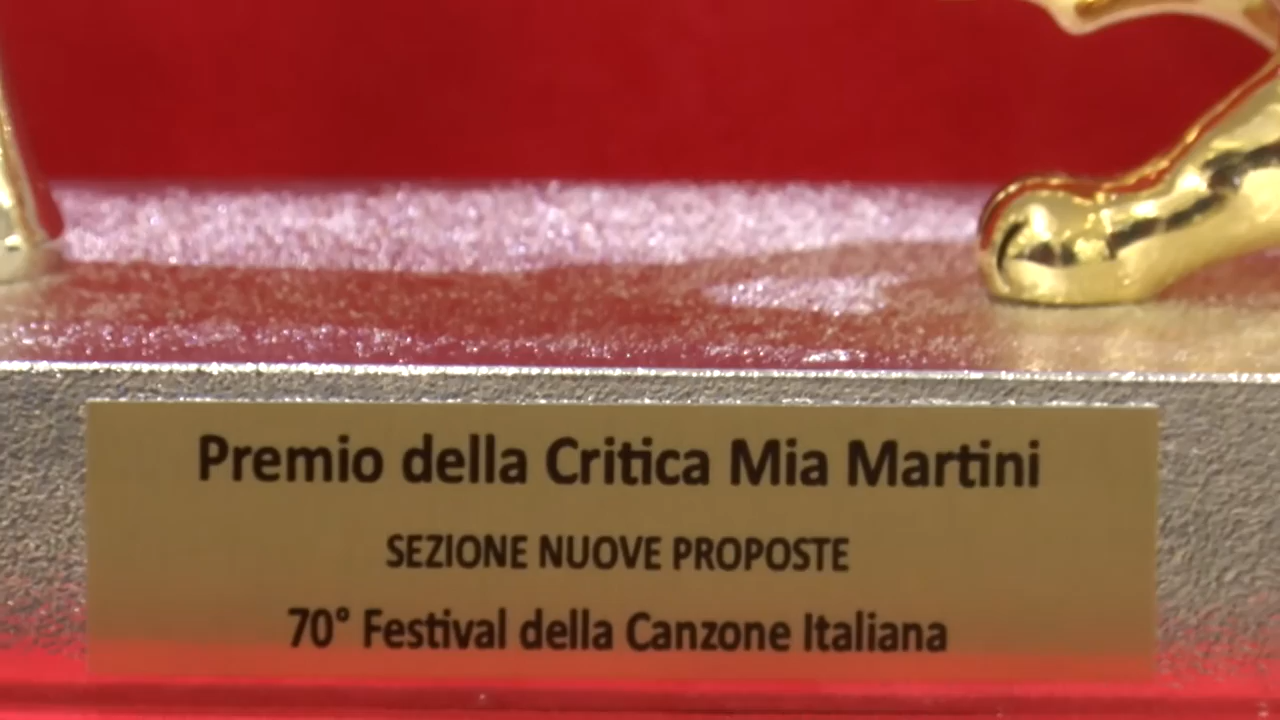 Premio della Critica Mia Martini
SEZIONE NUOVE PROPOSTE
70° Festival della Canzone Italiana